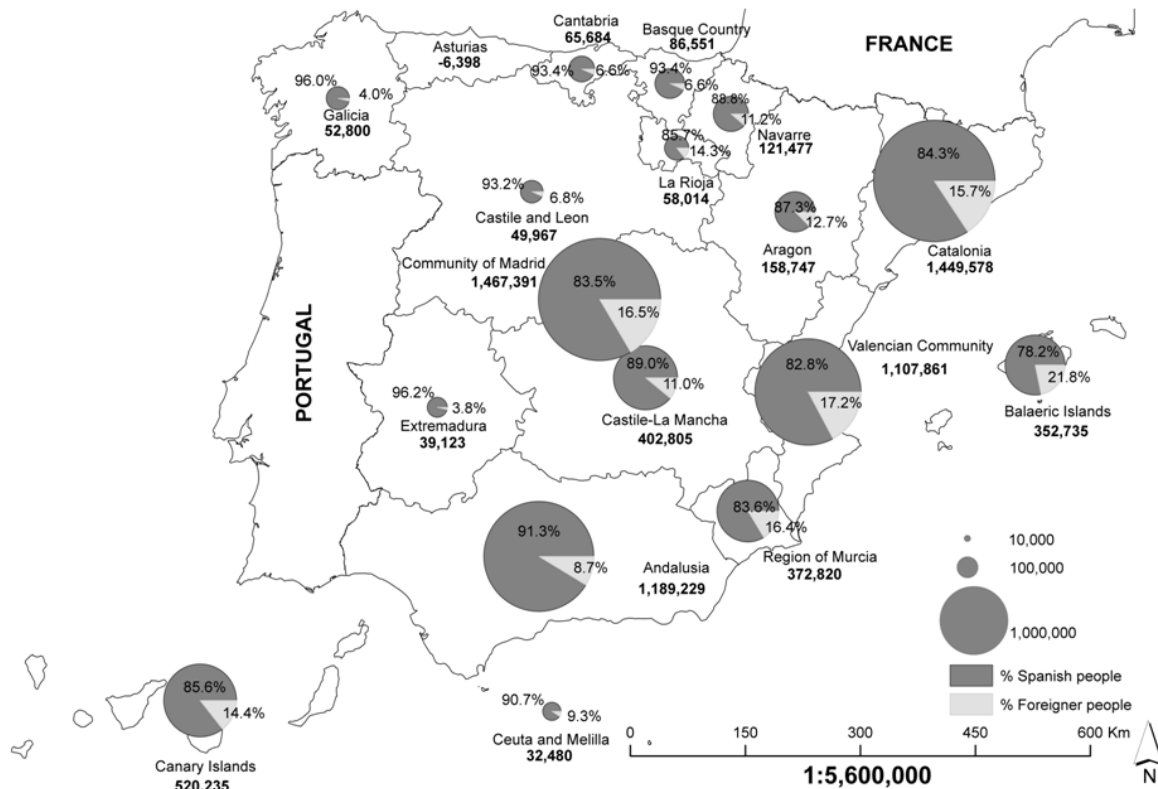 Cantabria
65,684
93.4%
6.6%
Basque Country
86,551
93.4%
6.6%
FRANCE
Asturias
-6,398
96.0%
4.0%
Galicia
52,800
88.8%
11.2%
Navarre
121,477
85.7%
14.3%
La Rioja
58,014
84.3%
15.7%
Catalonia
1,449,578
93.2%
6.8%
Castile and Leon
49,967
87.3%
12.7%
Aragon
158,747
Community of Madrid
1,467,391
83.5%
16.5%
PORTUGAL
89.0%
11.0%
Castile-La Mancha
402,805
82.8%
17.2%
Valencian Community
1,107,861
78.2%
21.8%
Balaeric Islands
352,735
96.2%
3.8%
Extremadura
39,123
83.6%
16.4%
Region of Murcia
372,820
91.3%
8.7%
Andalusia
1,189,229
10,000
100,000
1,000,000
% Spanish people
% Foreigner people
85.6%
14.4%
Canary Islands
520,235
90.7%
9.3%
Ceuta and Melilla
32,480
0 150 300 450 600 Km
1:5,600,000
N